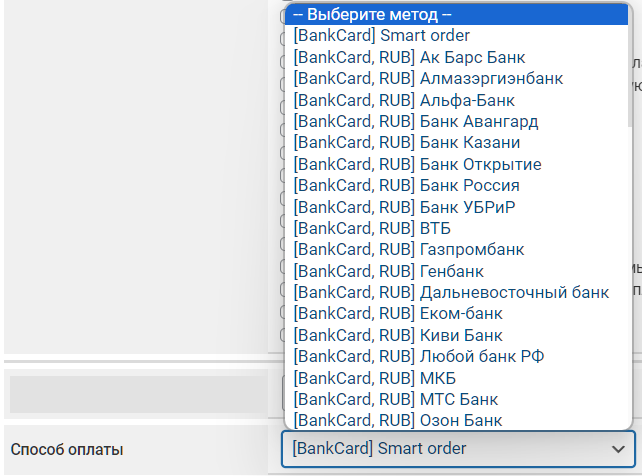 -- Выберите метод --
[BankCard] Smart order
[BankCard, RUB] Ак Барс Банк
[BankCard, RUB] Алмазэргиэнбанк
[BankCard, RUB] Альфа-Банк
[BankCard, RUB] Банк Авангард
[BankCard, RUB] Банк Казани
[BankCard, RUB] Банк Открытие
[BankCard, RUB] Банк Россия
[BankCard, RUB] Банк УБРиР
[BankCard, RUB] ВТБ
[BankCard, RUB] Газпромбанк
[BankCard, RUB] Генбанк
[BankCard, RUB] Дальневосточный банк
[BankCard, RUB] Еком-банк
[BankCard, RUB] Киви Банк
[BankCard, RUB] Любой банк РФ
[BankCard, RUB] МКБ
[BankCard, RUB] МТС Банк
[BankCard, RUB] Озон Банк
Способ оплаты
[BankCard] Smart order